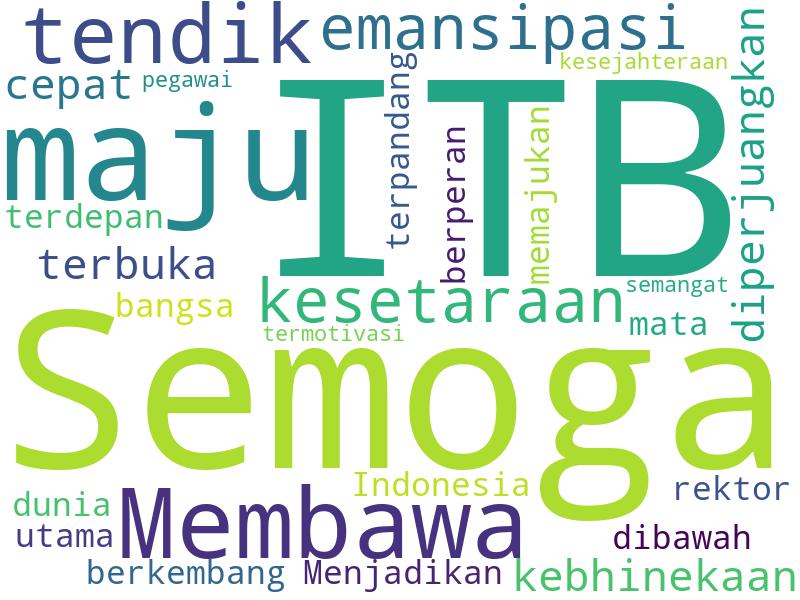 tendik
emansipasi
kesejahteraan
cepat
pegawai
ITB
maju
terpandang
berperan
memajukan
diperjuangkan
terdepan
terbuka
bangsa
kesetaraan
semangat
mata
termotivasi
Semoga
Indonesia
rektor
dunia
Membawa
utama
dibawah
berkembang
Menjadikan
kebhinekaan